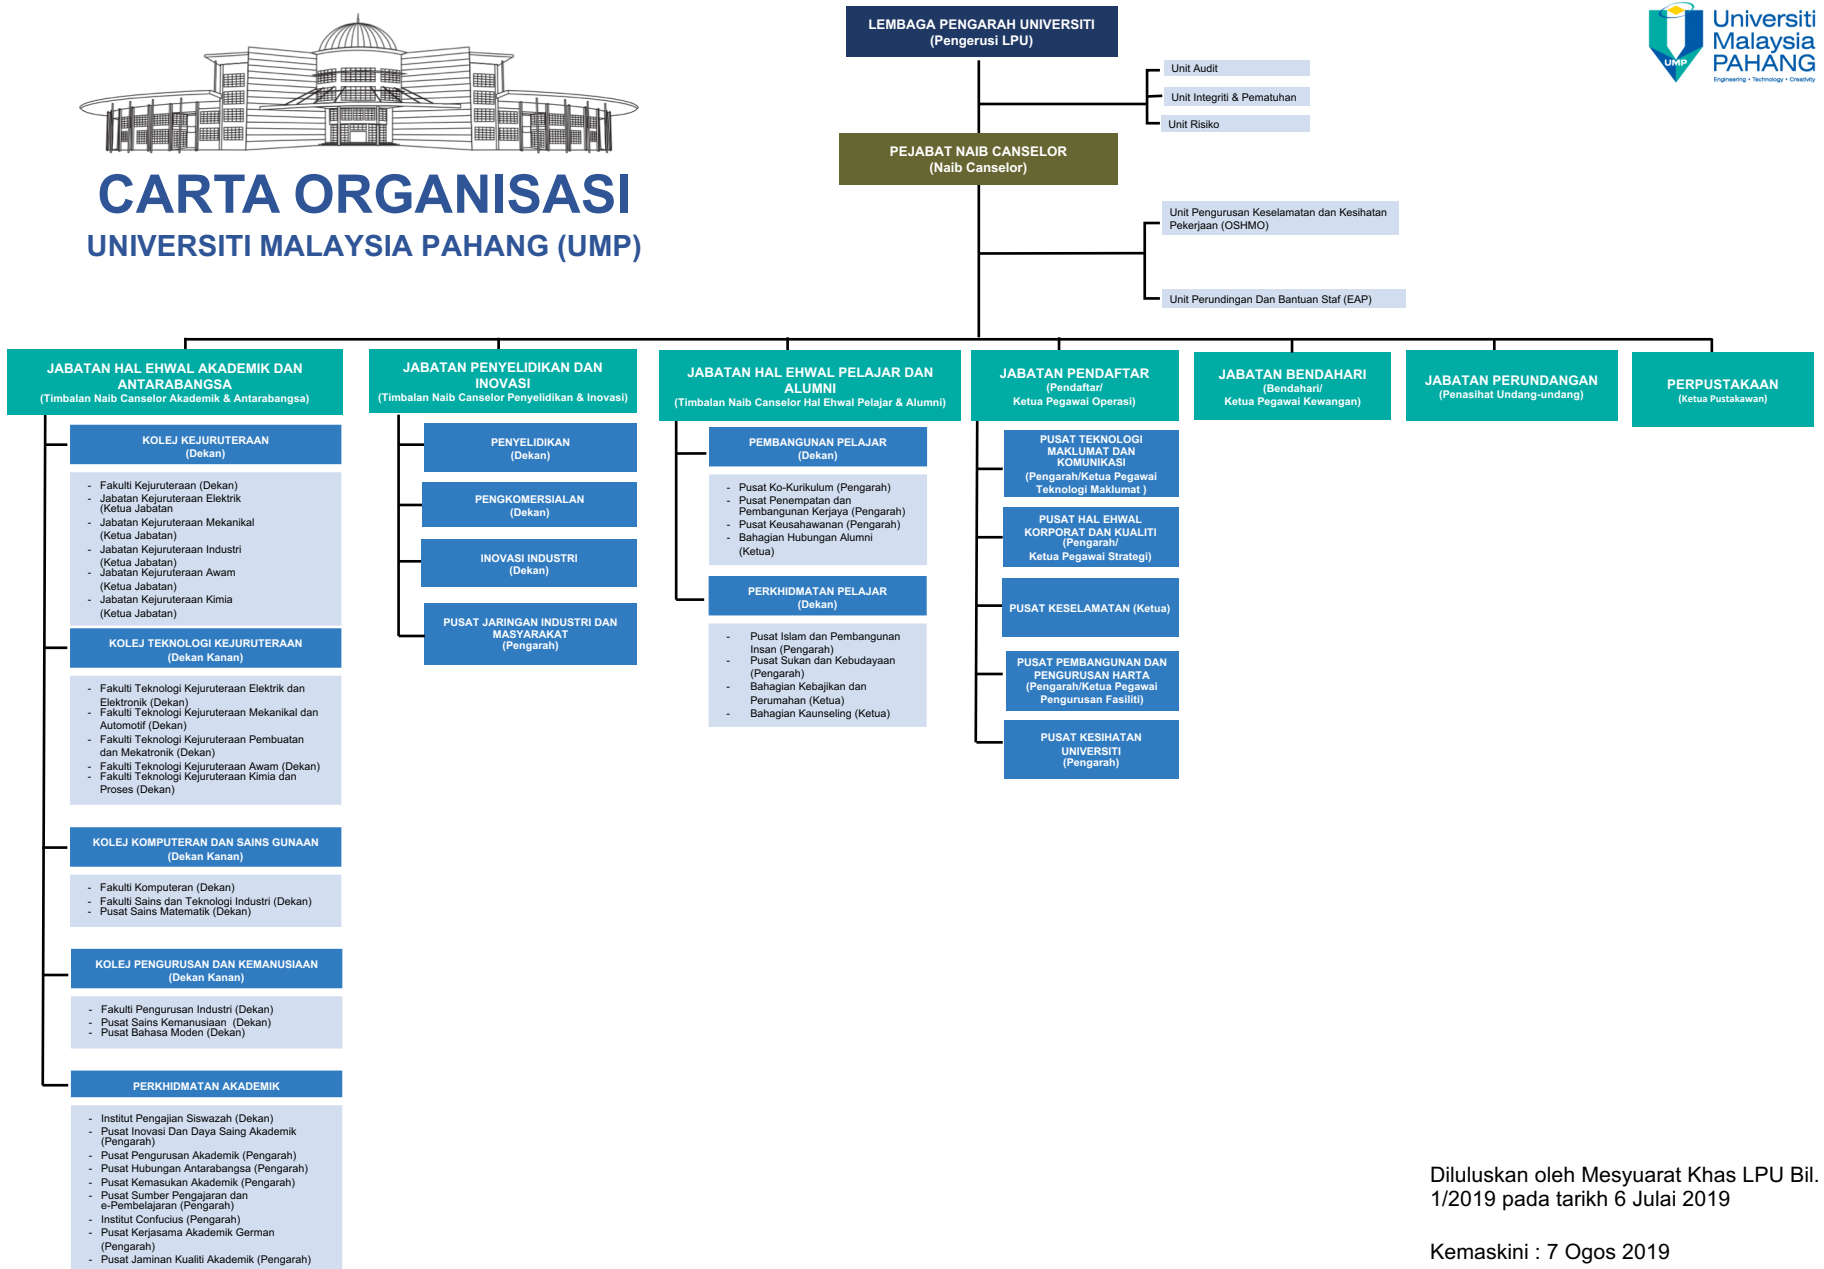 CARTA ORGANISASI
UNIVERSITI MALAYSIA PAHANG (UMP)
LEMBAGA PENGARAH UNIVERSITI
(Pengerusi LPU)
UMP
Universiti
Malaysia
PAHANG
Engineering • Technology • Creativity
Unit Audit
Unit Integriti & Pematuhan
Unit Risiko
PEJABAT NAIB CANSELOR
(Naib Canselor)
Unit Pengurusan Keselamatan dan Kesihatan
Pekerjaan (OSHMO)
Unit Perundingan Dan Bantuan Staf (EAP)
JABATAN HAL EHWAL AKADEMIK DAN
ANTARABANGSA
(Timbalan Naib Canselor Akademik & Antarabangsa)
KOLEJ KEJURUTERAAN
(Dekan)
- Fakulti Kejuruteraan (Dekan)
- Jabatan Kejuruteraan Elektrik
(Ketua Jabatan
- Jabatan Kejuruteraan Mekanikal
(Ketua Jabatan)
- Jabatan Kejuruteraan Industri
(Ketua Jabatan)
- Jabatan Kejuruteraan Awam
(Ketua Jabatan)
- Jabatan Kejuruteraan Kimia
(Ketua Jabatan)
KOLEJ TEKNOLOGI KEJURUTERAAN
(Dekan Kanan)
- Fakulti Teknologi Kejuruteraan Elektrik dan
Elektronik (Dekan)
- Fakulti Teknologi Kejuruteraan Mekanikal dan
Automotif (Dekan)
- Fakulti Teknologi Kejuruteraan Pembuatan
dan Mekatronik (Dekan)
- Fakulti Teknologi Kejuruteraan Awam (Dekan)
- Fakulti Teknologi Kejuruteraan Kimia dan
Proses (Dekan)
KOLEJ KOMPUTERAN DAN SAINS GUNAAN
(Dekan Kanan)
- Fakulti Komputeran (Dekan)
- Fakulti Sains dan Teknologi Industri (Dekan)
- Pusat Sains Matematik (Dekan)
KOLEJ PENGURUSAN DAN KEMANUSIAAN
(Dekan Kanan)
- Fakulti Pengurusan Industri (Dekan)
- Pusat Sains Kemanusiaan (Dekan)
- Pusat Bahasa Moden (Dekan)
PERKHIDMATAN AKADEMIK
- Institut Pengajian Siswazah (Dekan)
- Pusat Inovasi Dan Daya Saing Akademik
(Pengarah)
- Pusat Pengurusan Akademik (Pengarah)
- Pusat Hubungan Antarabangsa (Pengarah)
- Pusat Kemasukan Akademik (Pengarah)
- Pusat Sumber Pengajaran dan
e-Pembelajaran (Pengarah)
- Institut Confucius (Pengarah)
- Pusat Kerjasama Akademik German
(Pengarah)
- Pusat Jaminan Kualiti Akademik (Pengarah)
JABATAN PENYELIDIKAN DAN
INOVASI
(Timbalan Naib Canselor Penyelidikan & Inovasi)
PENYELIDIKAN
(Dekan)
PENGKOMERSIALAN
(Dekan)
INOVASI INDUSTRI
(Dekan)
PUSAT JARINGAN INDUSTRI DAN
MASYARAKAT
(Pengarah)
JABATAN HAL EHWAL PELAJAR DAN
ALUMNI
(Timbalan Naib Canselor Hal Ehwal Pelajar & Alumni)
PEMBANGUNAN PELAJAR
(Dekan)
- Pusat Ko-Kurikulum (Pengarah)
- Pusat Penempatan dan
Pembangunan Kerjaya (Pengarah)
- Pusat Keusahawanan (Pengarah)
- Bahagian Hubungan Alumni
(Ketua)
PERKHIDMATAN PELAJAR
(Dekan)
- Pusat Islam dan Pembangunan
Insan (Pengarah)
- Pusat Sukan dan Kebudayaan
(Pengarah)
- Bahagian Kebajikan dan
Perumahan (Ketua)
- Bahagian Kaunseling (Ketua)
JABATAN PENDAFTAR
(Pendaftar/
Ketua Pegawai Operasi)
PUSAT TEKNOLOGI
MAKLUMAT DAN
KOMUNIKASI
(Pengarah/Ketua Pegawai
Teknologi Maklumat )
PUSAT HAL EHWAL
KORPORAT DAN KUALITI
(Pengarah/
Ketua Pegawai Strategi)
PUSAT KESELAMATAN (Ketua)
PUSAT PEMBANGUNAN DAN
PENGURUSAN HARTA
(Pengarah/Ketua Pegawai
Pengurusan Fasiliti)
PUSAT KESIHATAN
UNIVERSITI
(Pengarah)
JABATAN BENDAHARI
(Bendahari/
Ketua Pegawai Kewangan)
JABATAN PERUNDANGAN
(Penasihat Undang-undang)
PERPUSTAKAAN
(Ketua Pustakawan)
Diluluskan oleh Mesyuarat Khas LPU Bil.
1/2019 pada tarikh 6 Julai 2019
Kemaskini : 7 Ogos 2019